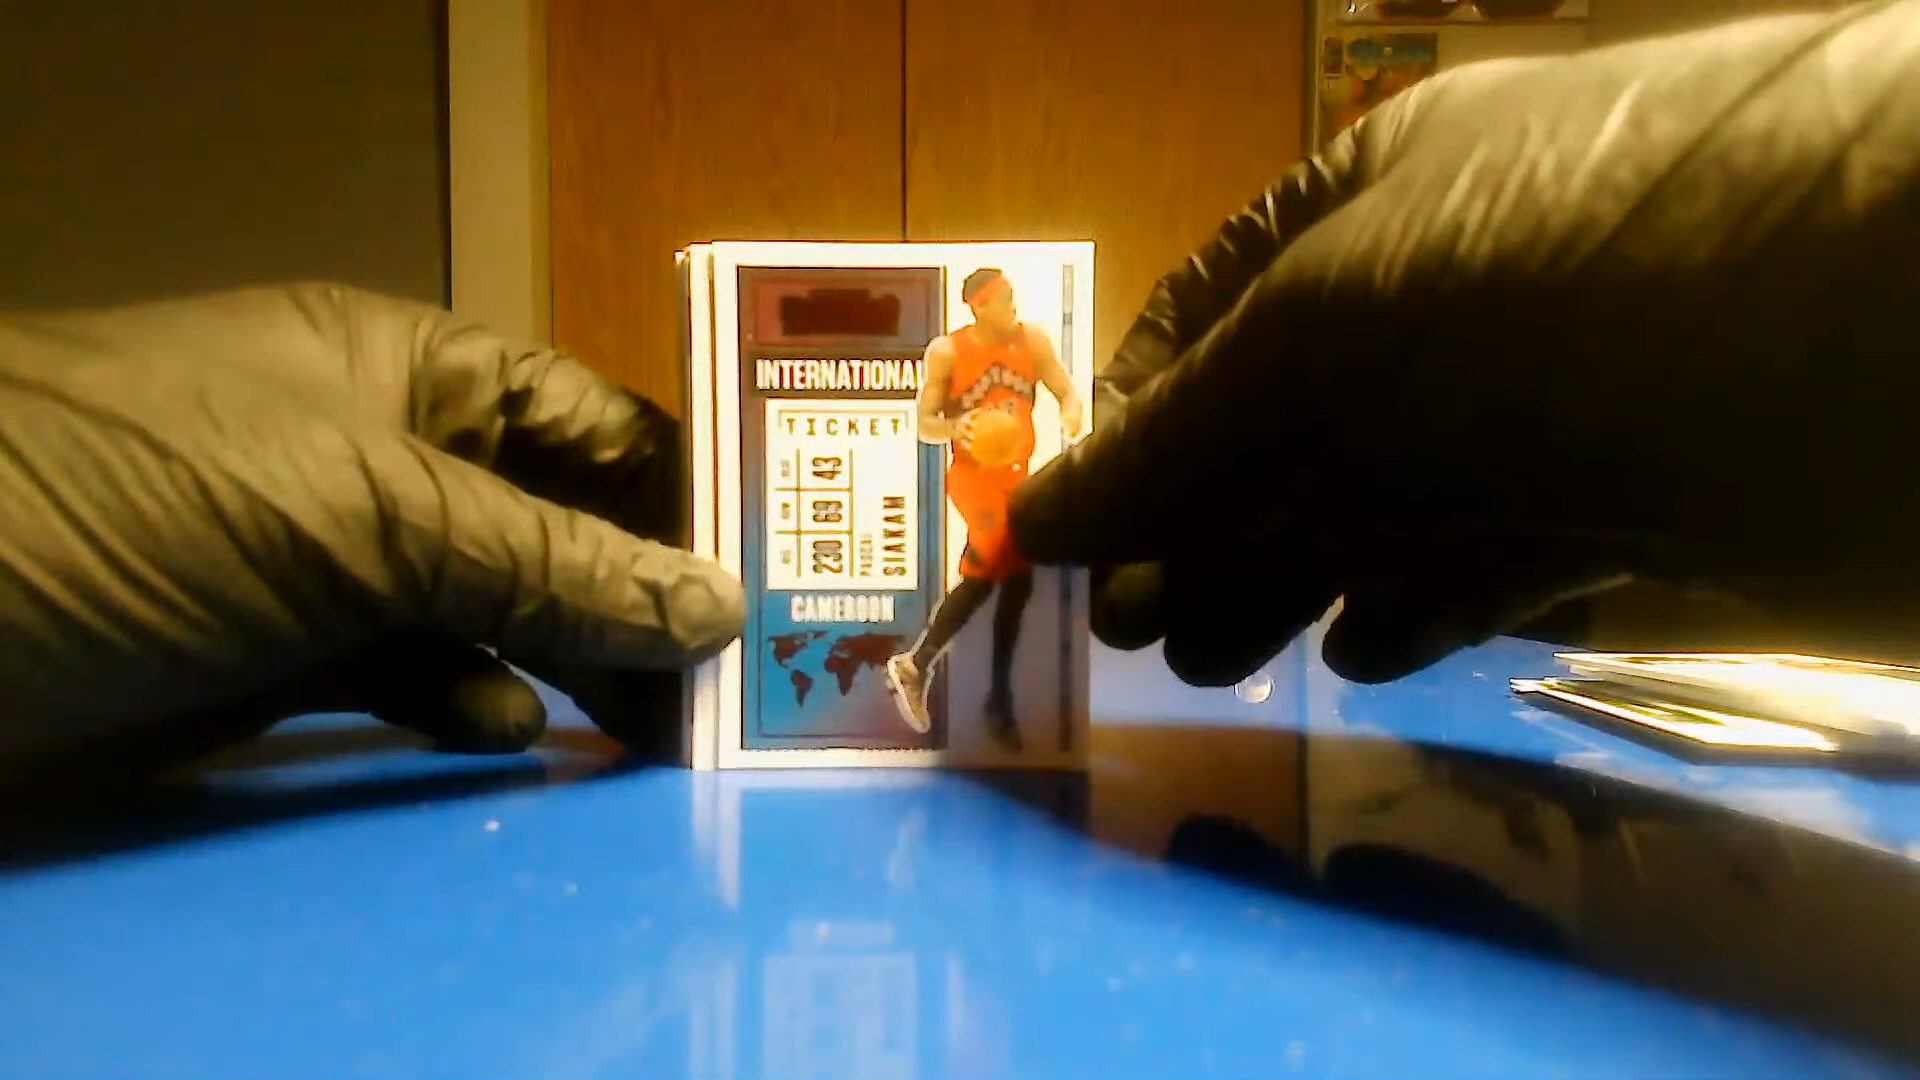 INTERNATIONAL
TICKET
43
69
230
PASCAL
SIAKAM
CAMEROON